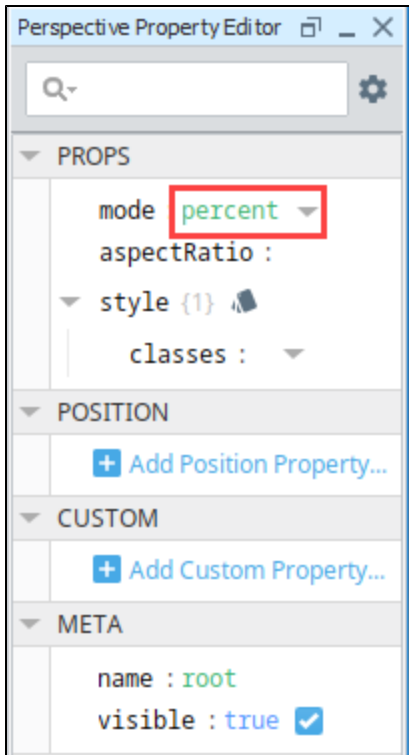 Perspective Property Editor
PROPS
mode percent
aspectRatio :
style {1}
classes :
POSITION
Add Position Property...
CUSTOM
Add Custom Property...
META
name : root
visible : true